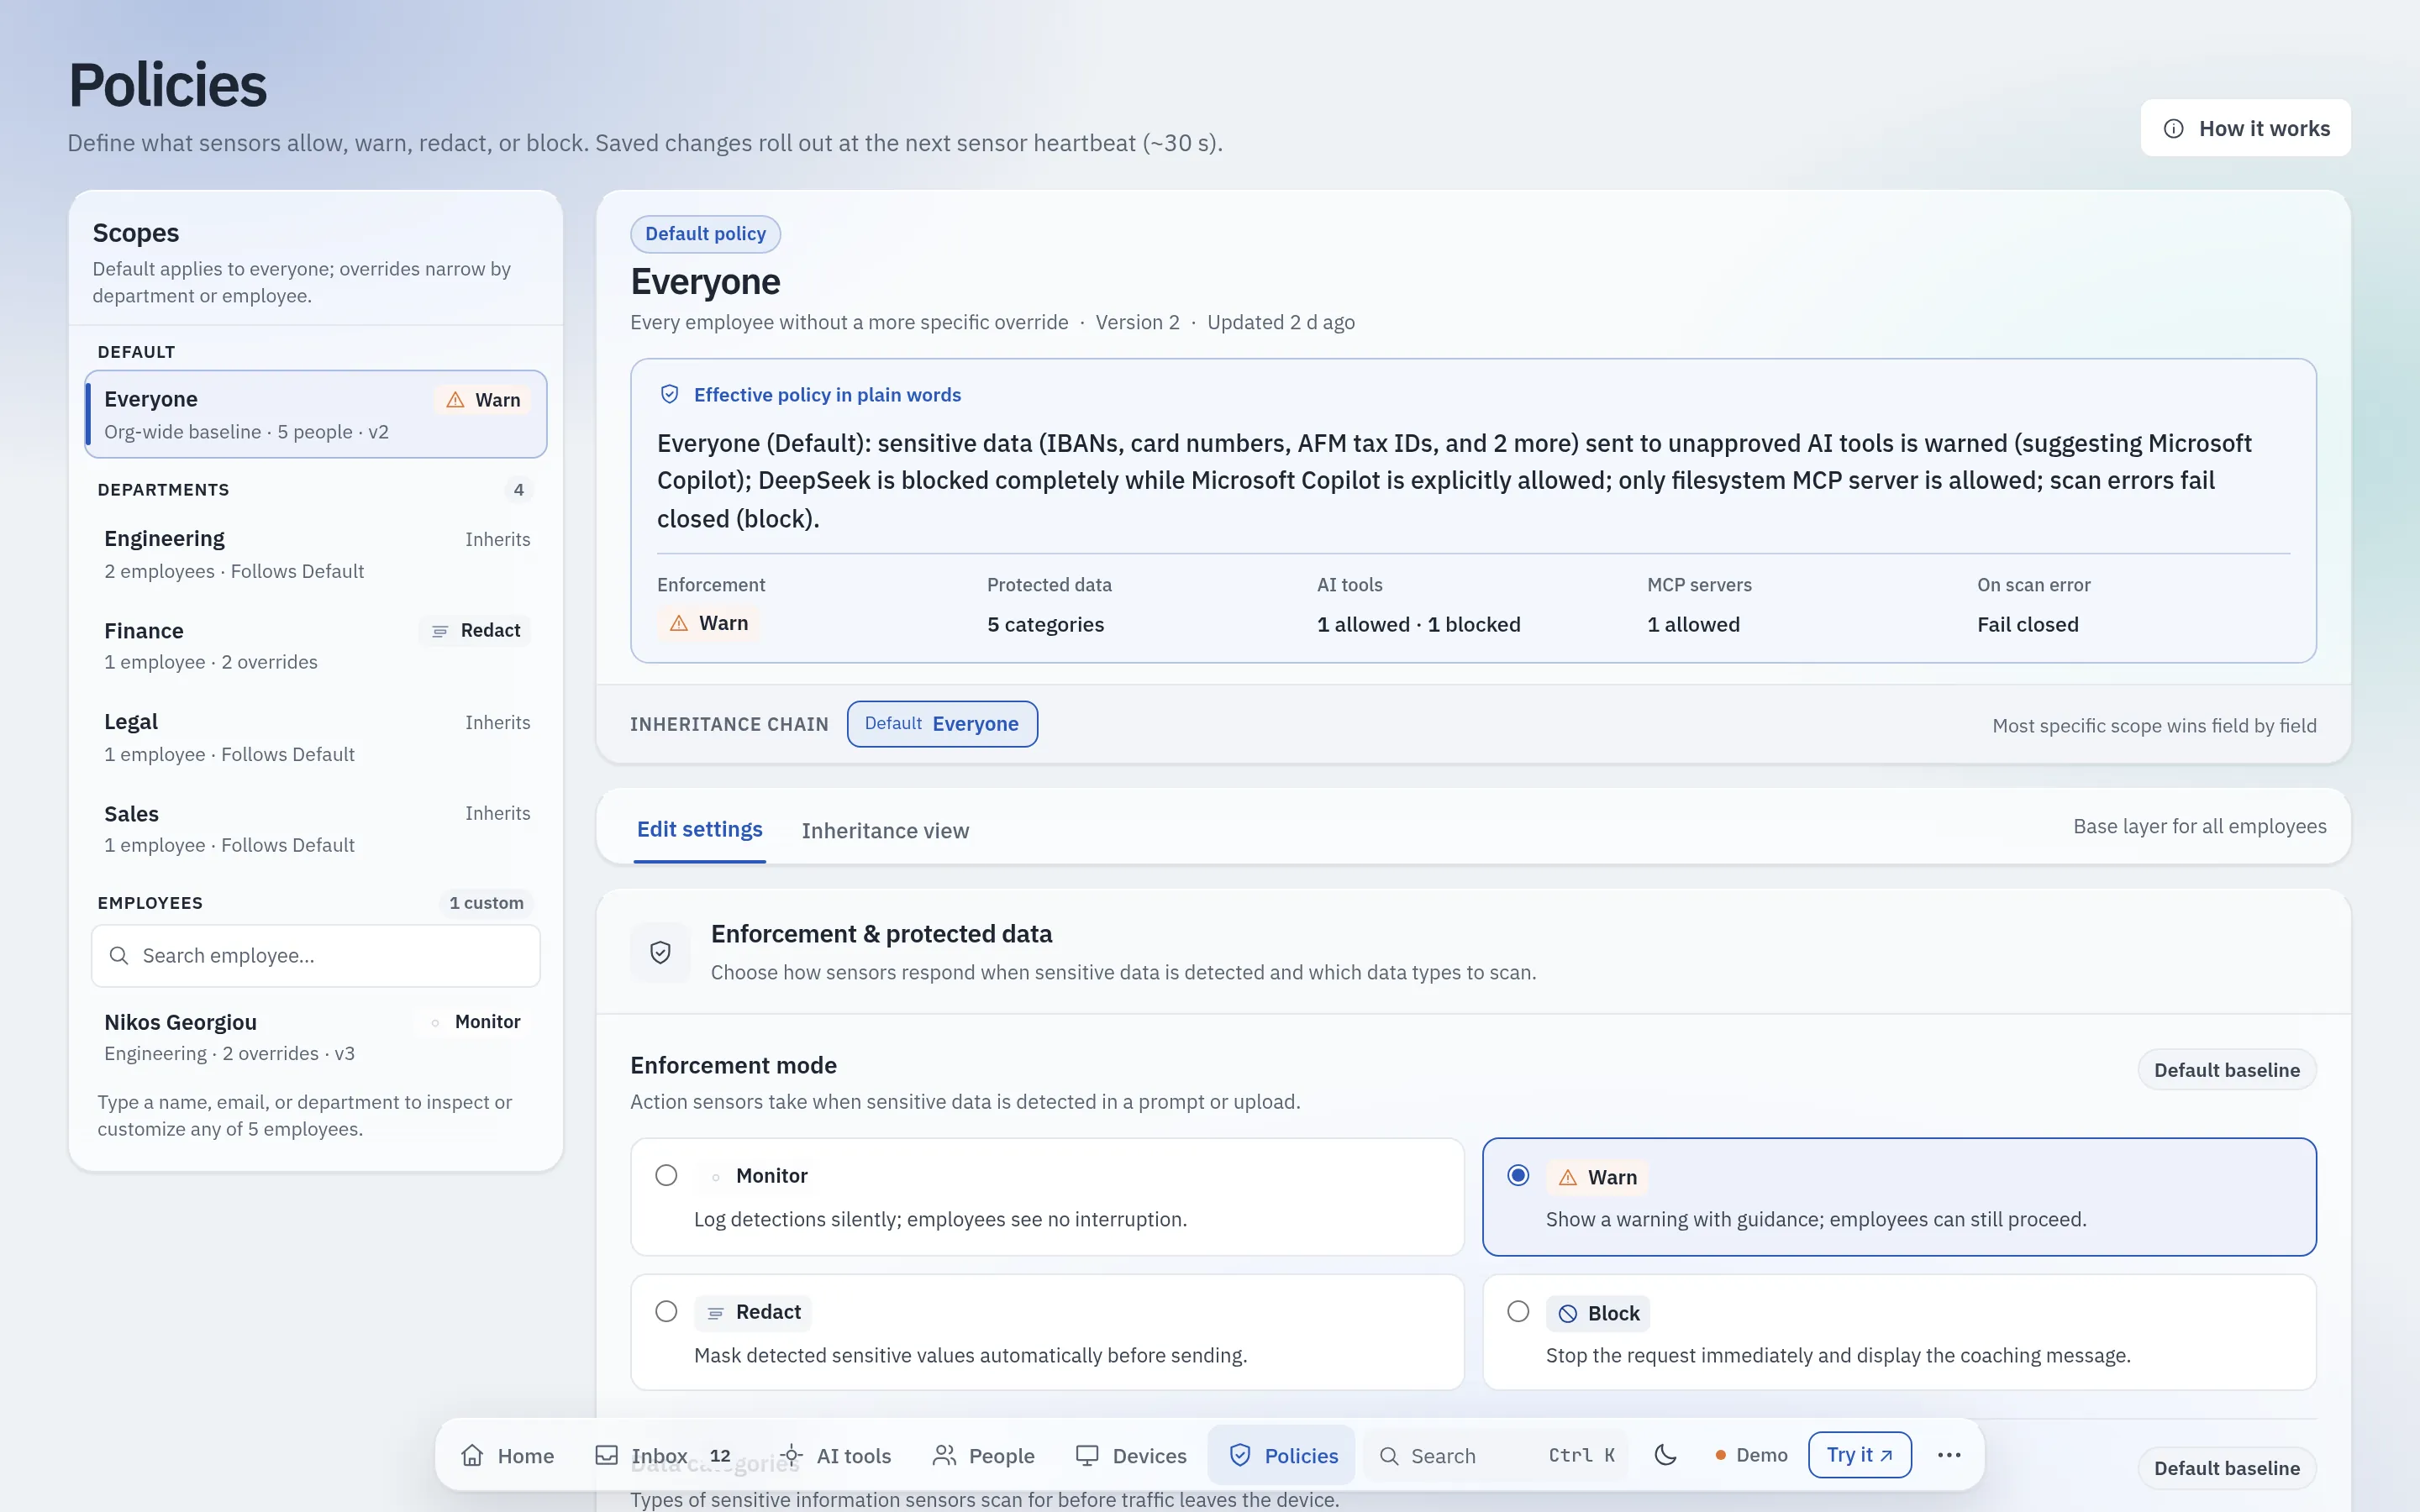 Policies
Define what sensors allow, warn, redact, or block. Saved changes roll out at the next sensor heartbeat (~30 s).
How it works
Scopes
Default applies to everyone; overrides narrow by
department or employee.
DEFAULT
Everyone
Warn
Org-wide baseline · 5 people · v2
DEPARTMENTS
4
Engineering
Inherits
2 employees · Follows Default
Finance
Redact
1 employee · 2 overrides
Legal
Inherits
1 employee · Follows Default
Sales
Inherits
1 employee · Follows Default
EMPLOYEES
1 custom
Search employee...
Nikos Georgiou
Monitor
Engineering · 2 overrides · v3
Type a name, email, or department to inspect or
customize any of 5 employees.
Default policy
Everyone
Every employee without a more specific override · Version 2 · Updated 2 d ago
Effective policy in plain words
Everyone (Default): sensitive data (IBANs, card numbers, AFM tax IDs, and 2 more) sent to unapproved AI tools is warned (suggesting Microsoft
Copilot); DeepSeek is blocked completely while Microsoft Copilot is explicitly allowed; only filesystem MCP server is allowed; scan errors fail
closed (block).
Enforcement
Warn
Protected data
5 categories
AI tools
1 allowed · 1 blocked
MCP servers
1 allowed
On scan error
Fail closed
INHERITANCE CHAIN
Default Everyone
Most specific scope wins field by field
Edit settings
Inheritance view
Base layer for all employees
Enforcement & protected data
Choose how sensors respond when sensitive data is detected and which data types to scan.
Enforcement mode
Default baseline
Action sensors take when sensitive data is detected in a prompt or upload.
Monitor
Log detections silently; employees see no interruption.
Warn
Show a warning with guidance; employees can still proceed.
Redact
Mask detected sensitive values automatically before sending.
Block
Stop the request immediately and display the coaching message.
Data categories
Default baseline
Types of sensitive information sensors scan for before traffic leaves the device.
Home
Inbox 12
AI tools
People
Devices
Policies
Search Ctrl K
Demo
Try it